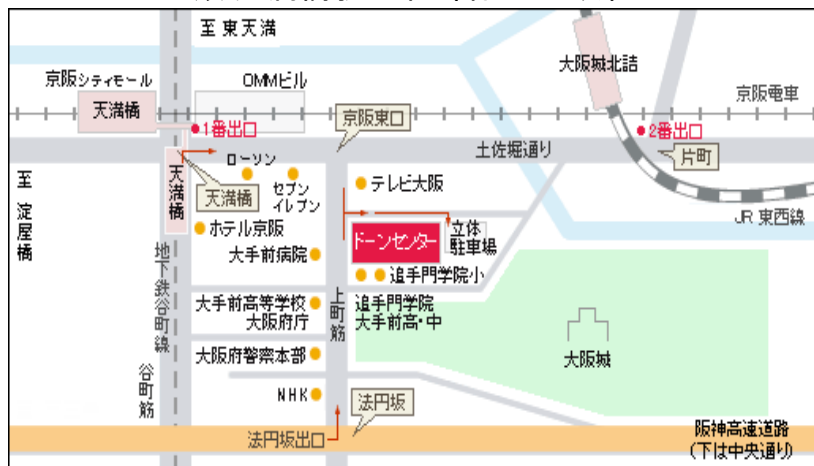 至 東天満
京阪シティモール
OMMビル
大阪城北詰
天満橋
京阪電車
1番出口
京阪東口
2番出口
土佐堀通り
片町
ローソン
至 淀屋橋
天満橋
天満橋
セブン
イレブン
テレビ大阪
JR 東西線
ホテル京阪
ドーンセンター
立体
駐車場
大手前病院
追手門学院小
地下鉄谷町線
大手前高等学校
大阪府庁
上町筋
追手門学院
大手前高・中
大阪府警察本部
大阪城
谷町筋
NHK
法円坂
法円坂出口
阪神高速道路
(下は中央通り)